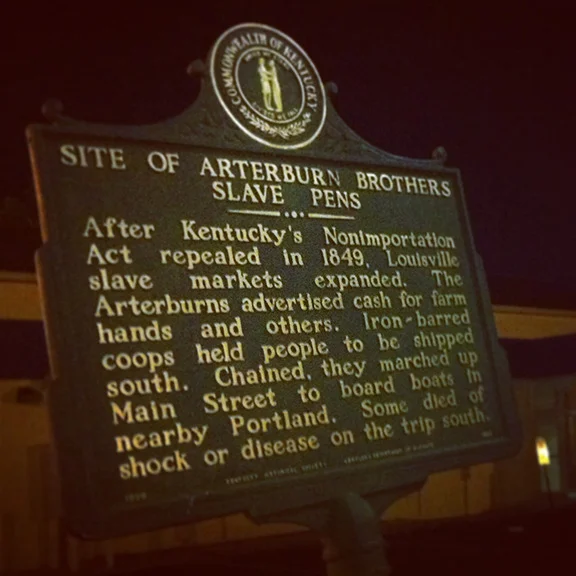 COMMONWEALTH OF KENTUCKY
SITE OF ARTERBURN BROTHERS
SLAVE PENS
After Kentucky's Nonimportation
Act repealed in 1849, Louisville
slave markets expanded. The
Arterburns advertised cash for farm
hands and others. Iron-barred
coops held people to be shipped
south. Chained, they marched up
Main Street to board boats in
nearby Portland. Some died of
shock or disease on the trip south.